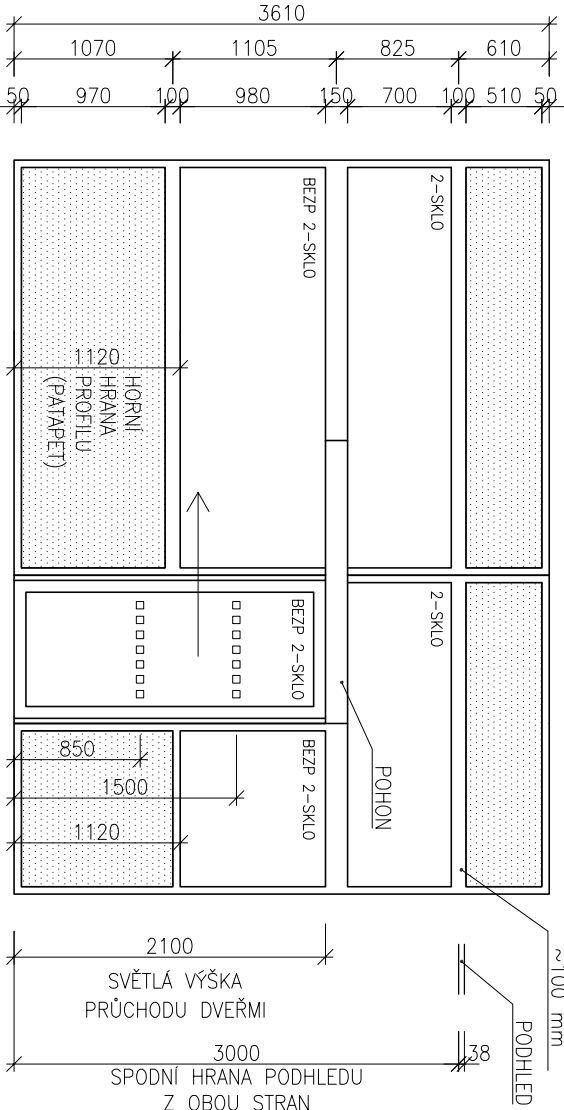 3610
1070 1105 825 610
50 970 100 980 150 700 100 510 50
BEZP 2-SKLO
2-SKLO
1120
HORNÍ
HRANA
PROFILU
(PATAPET)
BEZP 2-SKLO
2-SKLO
BEZP 2-SKLO
POHON
850
1500
1120
~100 mm
PODHLED
2100
SVĚTLÁ VÝŠKA
PRŮCHODU DVEŘMI
3000
38
SPODNÍ HRANA PODHLEDU
Z OBOU STRAN